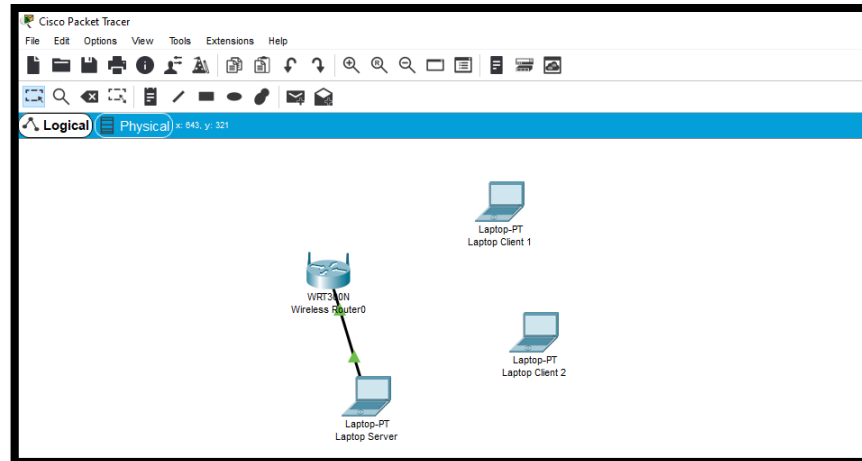 Cisco Packet Tracer
File Edit Options View Tools Extensions Help
Logical Physical x: 643, y: 321
Laptop-PT
Laptop Client 1
WRT300N
Wireless Router0
Laptop-PT
Laptop Client 2
Laptop-PT
Laptop Server